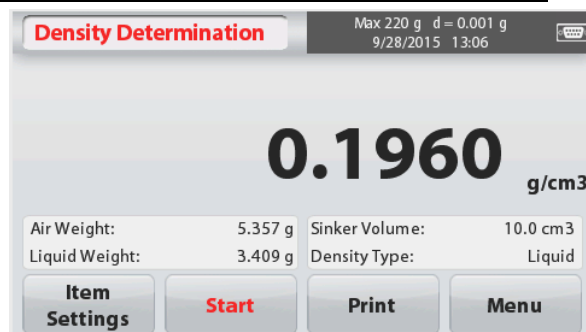 Density Determination
Max 220 g d = 0.001 g
9/28/2015 13:06
0.1960
g/cm3
Air Weight: 5.357 g Sinker Volume: 10.0 cm3
Liquid Weight: 3.409 g Density Type: Liquid
Item
Settings
Start
Print
Menu